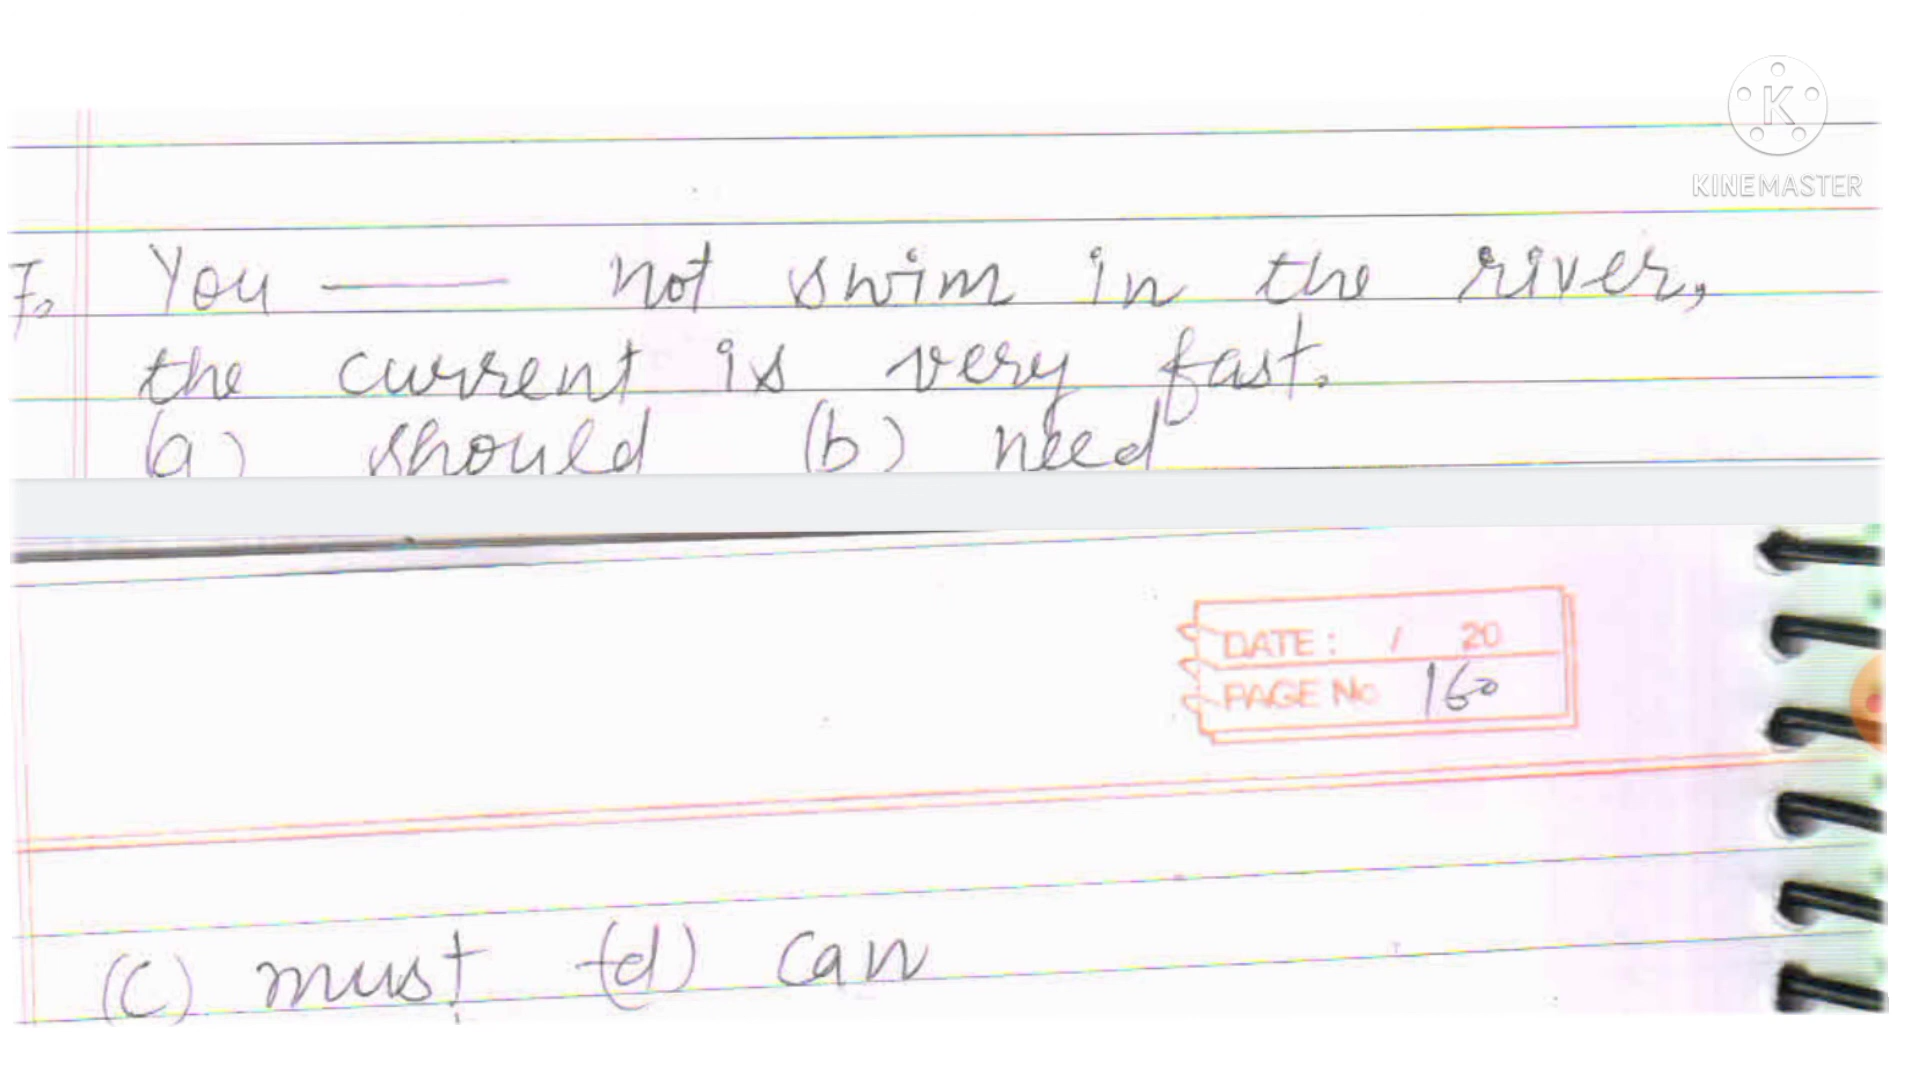 KINEMASTER
7. You —— not swim in the river,
the current is very fast.
(a) should (b) need
DATE: / 20
PAGE No 160
(c) must (d) can